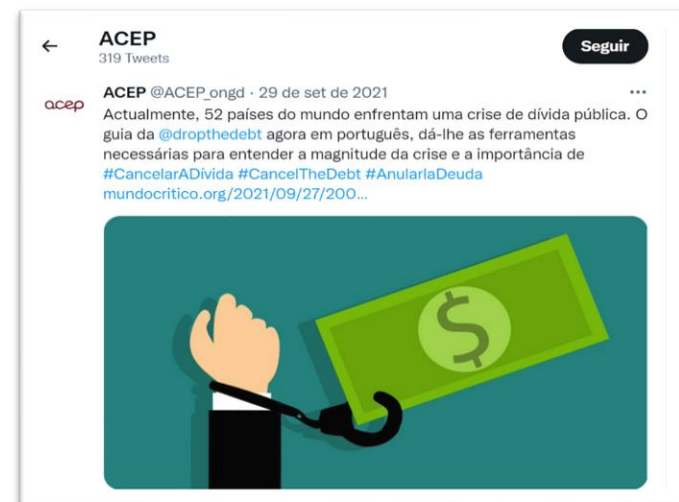 ← ACEP
319 Tweets
Seguir
acep
ACEP @ACEP_ongd · 29 de set de 2021 ...
Actualmente, 52 países do mundo enfrentam uma crise de dívida pública. O
guia da @dropthedebt agora em português, dá-lhe as ferramentas
necessárias para entender a magnitude da crise e a importância de
#CancelarADívida #CancelTheDebt #AnularlaDeuda
mundocritico.org/2021/09/27/200...
$